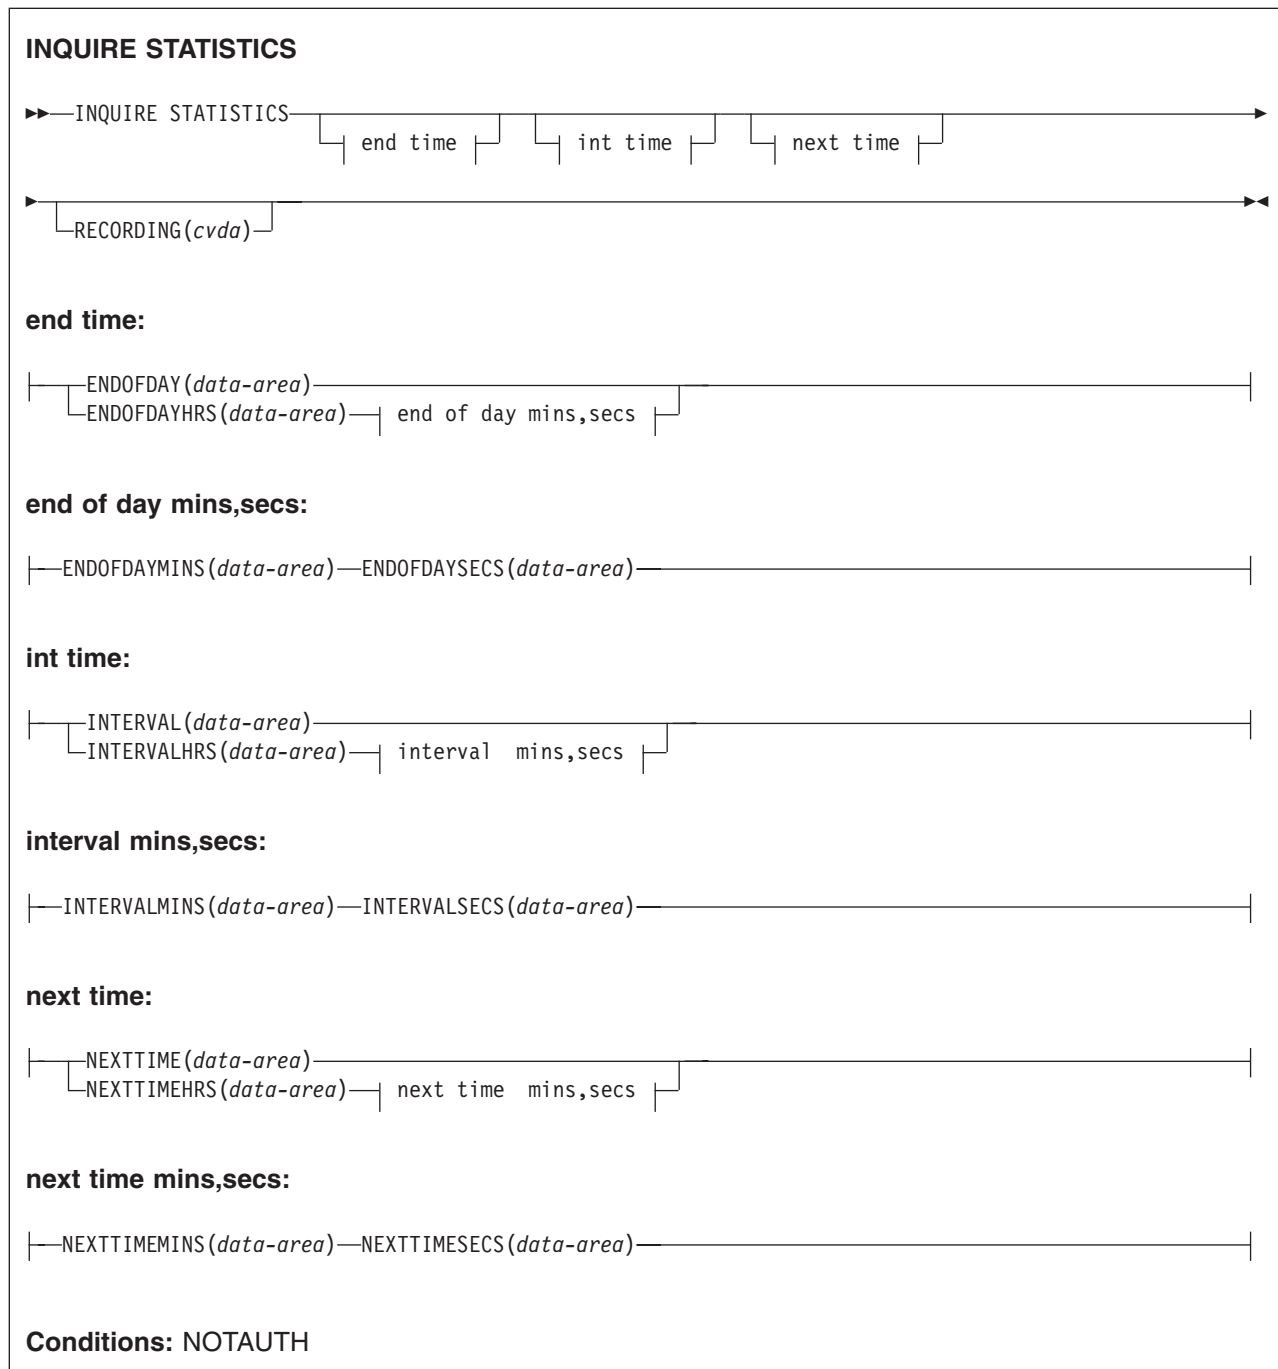 INQUIRE STATISTICS
INQUIRE STATISTICS
end time int time next time
RECORDING(cvda)
end time:
ENDOFDAY(data-area)
ENDOFDAYHRS(data-area) end of day mins,secs
end of day mins,secs:
ENDOFDAYMINS(data-area) ENDOFDAYSECS(data-area)
int time:
INTERVAL(data-area)
INTERVALHRS(data-area) interval mins,secs
interval mins,secs:
INTERVALMINS(data-area) INTERVALSECS(data-area)
next time:
NEXTTIME(data-area)
NEXTTIMEHRS(data-area) next time mins,secs
next time mins,secs:
NEXTTIMEMINS(data-area) NEXTTIMESECS(data-area)
Conditions: NOTAUTH